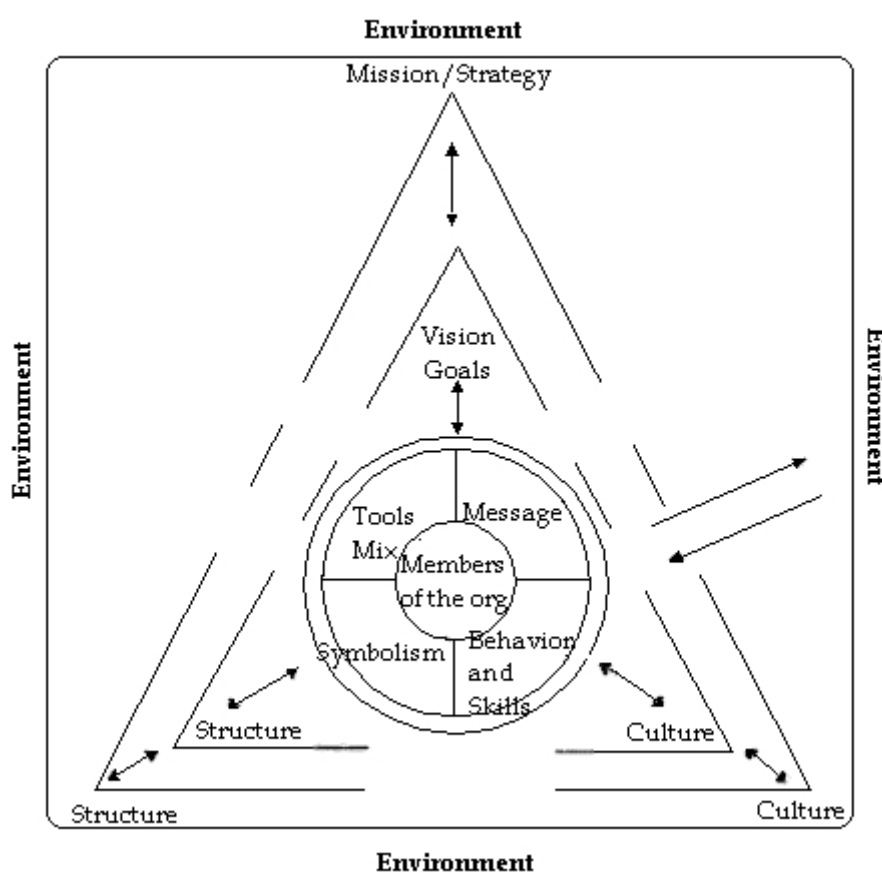 Environment
Mission/Strategy
Vision
Goals
Environment
Environment
Tools
Mix
Message
Members
of the org
Symbolism
Behavion
and
Skills
Structure
Culture
Structure
Culture
Environment